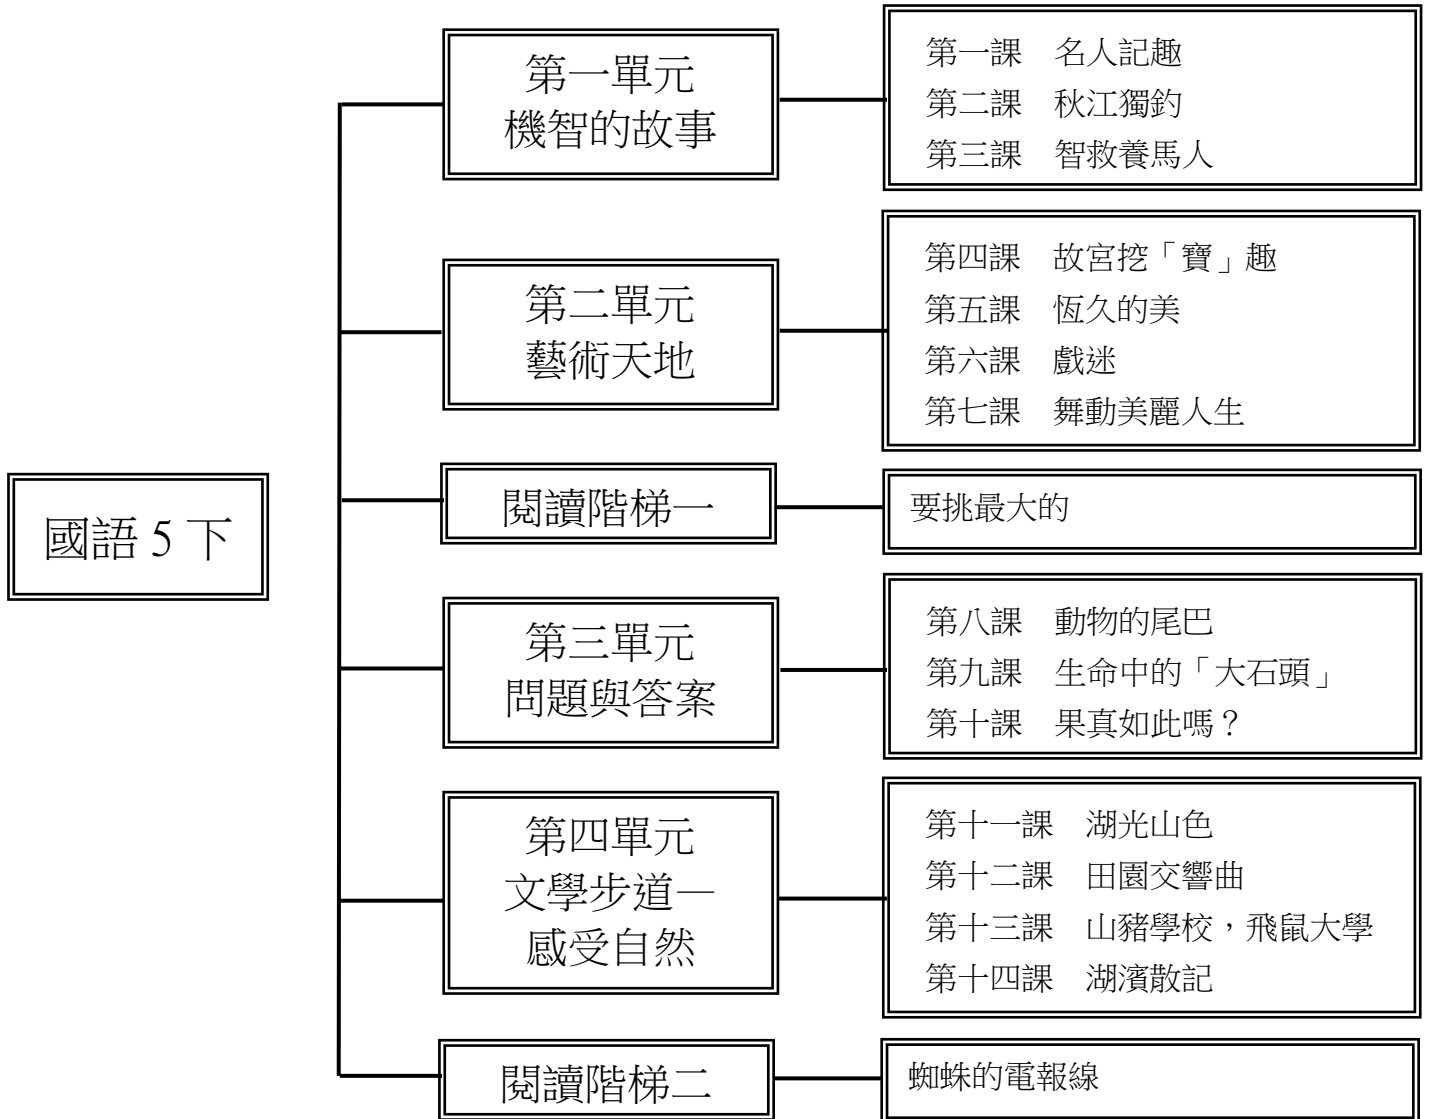 國語 5 下
第一單元
機智的故事
第一課　名人記趣
第二課　秋江獨釣
第三課　智救養馬人
第二單元
藝術天地
第四課　故宮挖「寶」趣
第五課　恆久的美
第六課　戲迷
第七課　舞動美麗人生
閱讀階梯一
要挑最大的
第三單元
問題與答案
第八課　動物的尾巴
第九課　生命中的「大石頭」
第十課　果真如此嗎？
第四單元
文學步道—
感受自然
第十一課　湖光山色
第十二課　田園交響曲
第十三課　山豬學校，飛鼠大學
第十四課　湖濱散記
閱讀階梯二
蜘蛛的電報線